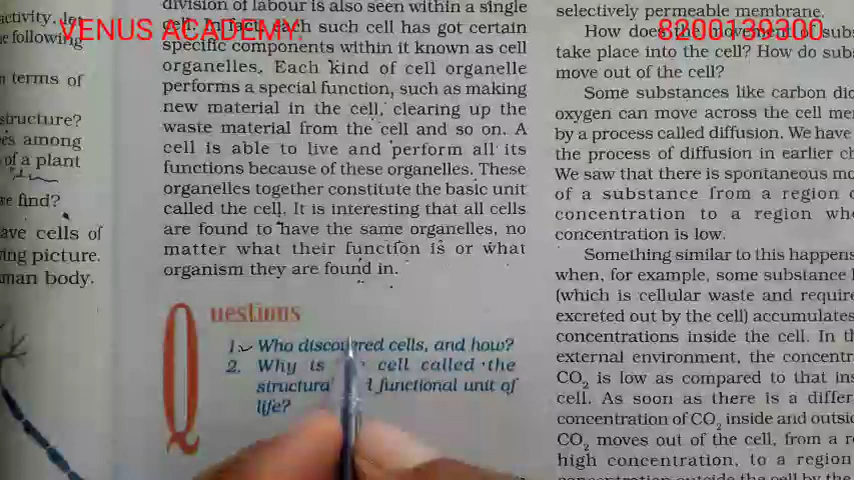 VENUS ACADEMY.
8200139300
activity, let
e following
n terms of
structure?
es among
of a plant
we find?
ave cells of
ing picture.
man body.
division of labour is also seen within a single
cell. In fact, each such cell has got certain
specific components within it known as cell
organelles. Each kind of cell organelle
performs a special function, such as making
new material in the cell, clearing up the
waste material from the cell and so on. A
cell is able to live and perform all its
functions because of these organelles. These
organelles together constitute the basic unit
called the cell. It is interesting that all cells
are found to have the same organelles, no
matter what their function is or what
organism they are found in.
Questions
1. Who discovered cells, and how?
2. Why is cell called the
structura functional unit of
life?
selectively permeable membrane.
How does the movement of subs
take place into the cell? How do subs
move out of the cell?
Some substances like carbon dio
oxygen can move across the cell me
by a process called diffusion. We have
the process of diffusion in earlier ch
We saw that there is spontaneous mo
of a substance from a region o
concentration to a region whe
concentration is low.
Something similar to this happens
when, for example, some substance l
(which is cellular waste and require
excreted out by the cell) accumulates
concentrations inside the cell. In th
external environment, the concentr
CO2 is low as compared to that ins
cell. As soon as there is a differ
concentration of CO2 inside and outsid
CO2 moves out of the cell, from a r
high concentration, to a region